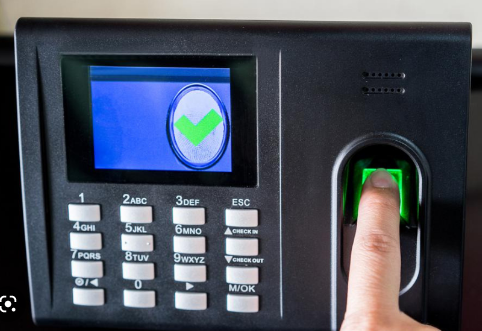 1 2ABC 3DEF ESC
4GHI 5JKL 6MNO ▲CHECK IN
7PQRS 8TUV 9WXYZ ▼CHECK OUT
⊙/◀ 0 ▶ M/OK